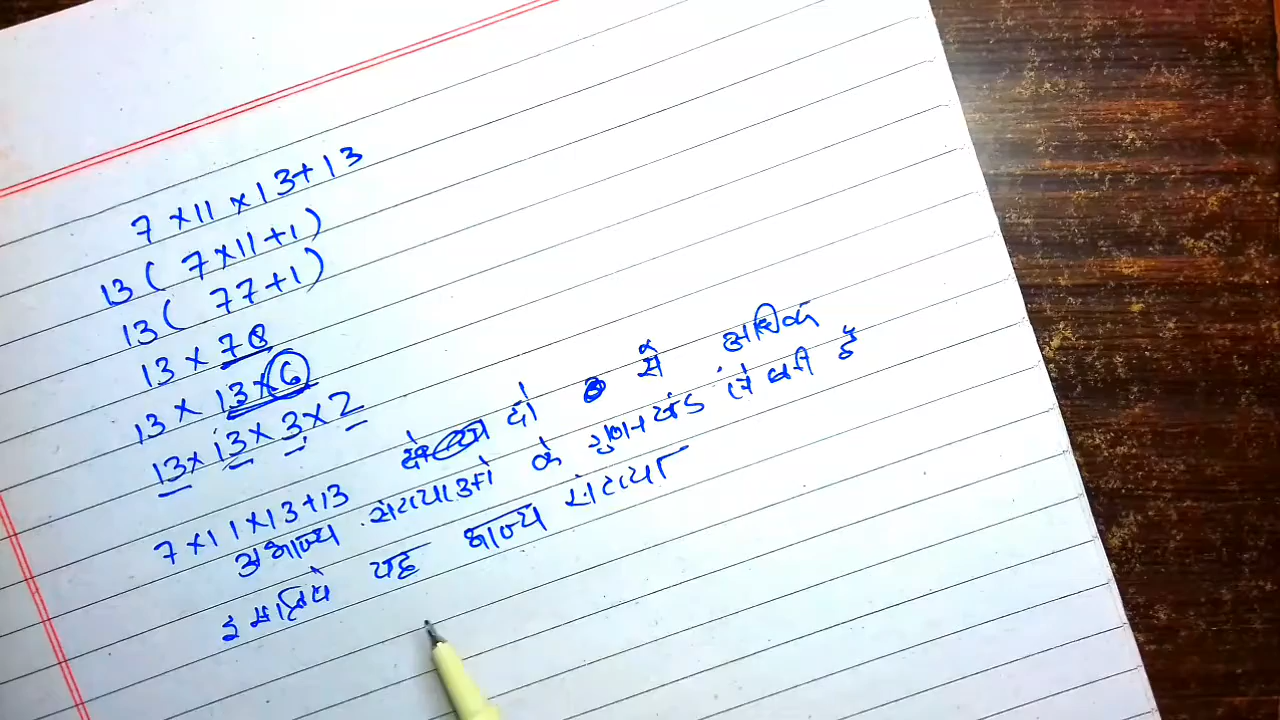 7 × 11 × 13 + 13
13 ( 7 × 11 + 1 )
13 ( 77 + 1 )
13 × 78
13 × 13 × 6
13 × 13 × 3 × 2
7 × 11 × 13 + 13 दो से अधिक
अभाज्य संख्याओं के गुणनखंड से बनी है
इसलिये यह भाज्य संख्या